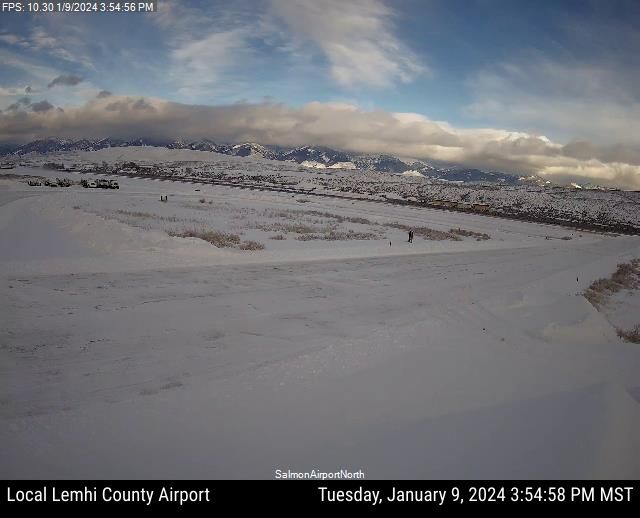 FPS: 10.30 1/9/2024 3:54:56 PM
SalmonAirportNorth
Local Lemhi County Airport Tuesday, January 9, 2024 3:54:58 PM MST